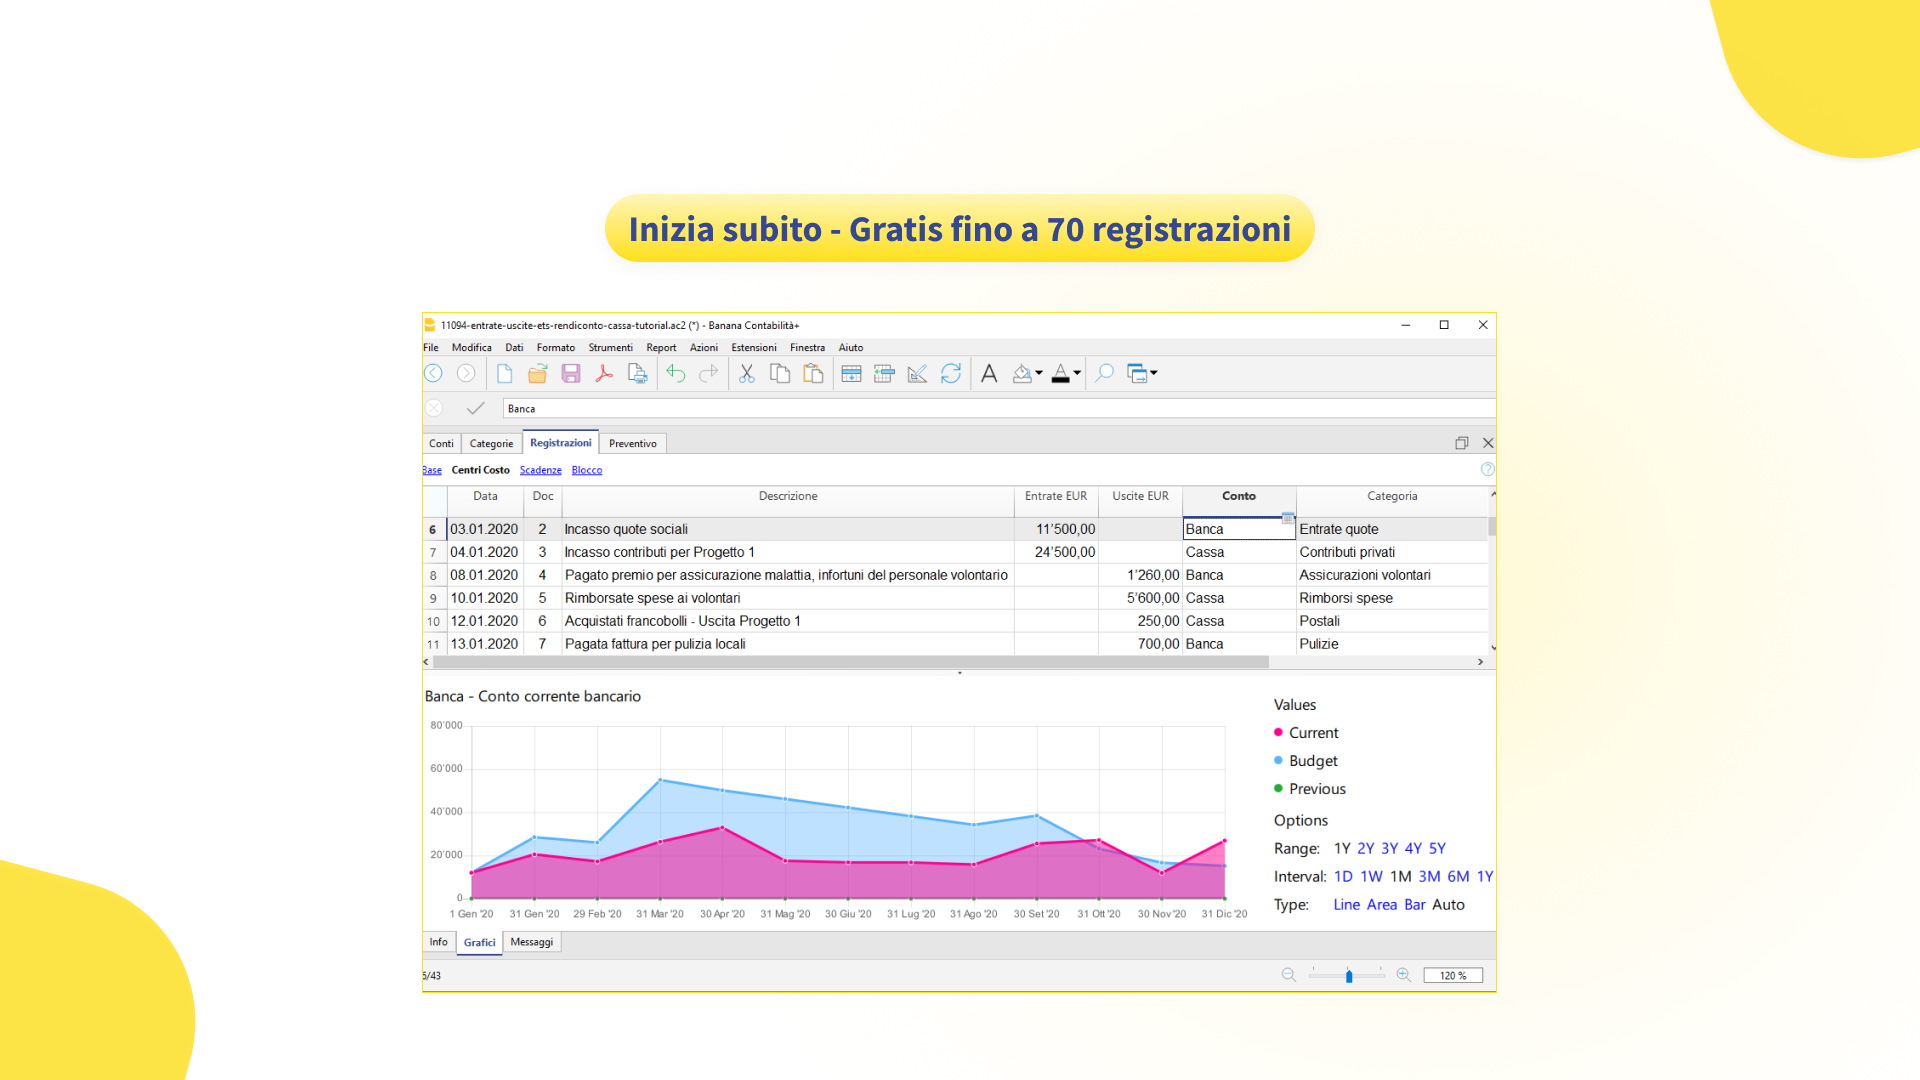 Inizia subito - Gratis fino a 70 registrazioni
11094-entrate-uscite-ets-rendiconto-cassa-tutorial.ac2 (*) - Banana Contabilità+
File Modifica Dati Formato Strumenti Report Azioni Estensioni Finestra Aiuto
Banca
Conti Categorie Registrazioni Preventivo
Base Centri Costo Scadenze Blocco
Data Doc Descrizione Entrate EUR Uscite EUR Conto Categoria
6 03.01.2020 2 Incasso quote sociali 11'500,00 Banca Entrate quote
7 04.01.2020 3 Incasso contributi per Progetto 1 24'500,00 Cassa Contributi privati
8 08.01.2020 4 Pagato premio per assicurazione malattia, infortuni del personale volontario 1'260,00 Banca Assicurazioni volontari
9 10.01.2020 5 Rimborsate spese ai volontari 5'600,00 Cassa Rimborsi spese
10 12.01.2020 6 Acquistati francobolli - Uscita Progetto 1 250,00 Cassa Postali
11 13.01.2020 7 Pagata fattura per pulizia locali 700,00 Banca Pulizie
Banca - Conto corrente bancario
80'000
60'000
40'000
20'000
0
1 Gen '20 31 Gen '20 29 Feb '20 31 Mar '20 30 Apr '20 31 Mag '20 30 Giu '20 31 Lug '20 31 Ago '20 30 Set '20 31 Ott '20 30 Nov '20 31 Dic '20
Values
Current
Budget
Previous
Options
Range: 1Y 2Y 3Y 4Y 5Y
Interval: 1D 1W 1M 3M 6M 1Y
Type: Line Area Bar Auto
Info Grafici Messaggi
6/43
120 %